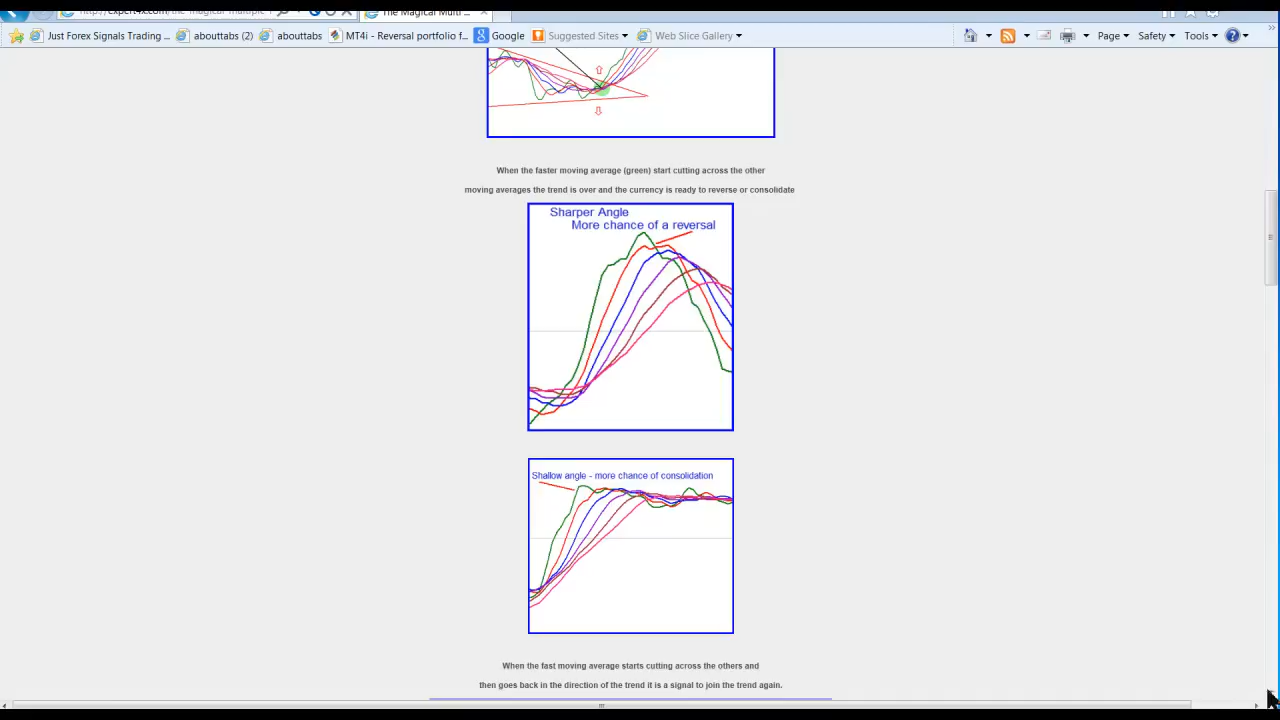 The Magical Multi
Just Forex Signals Trading ...
abouttabs (2)
abouttabs
MT4i - Reversal portfolio f...
Google
Suggested Sites
Web Slice Gallery
Page
Safety
Tools
When the faster moving average (green) start cutting across the other
moving averages the trend is over and the currency is ready to reverse or consolidate
Sharper Angle
More chance of a reversal
Shallow angle - more chance of consolidation
When the fast moving average starts cutting across the others and
then goes back in the direction of the trend it is a signal to join the trend again.